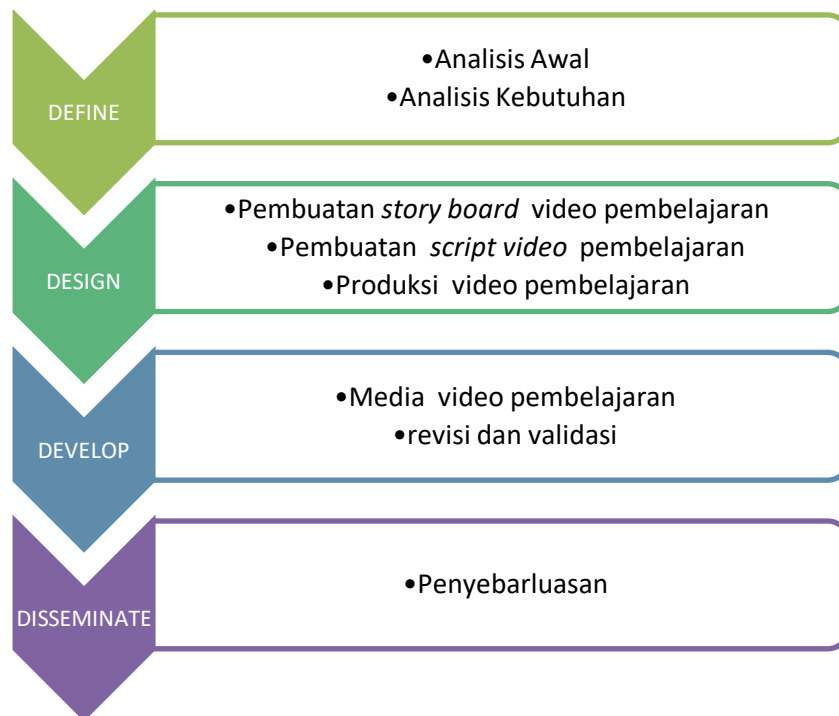 DEFINE
•Analisis Awal
•Analisis Kebutuhan
DESIGN
•Pembuatan story board video pembelajaran
•Pembuatan script video pembelajaran
•Produksi video pembelajaran
DEVELOP
•Media video pembelajaran
•revisi dan validasi
DISSEMINATE
•Penyebarluasan